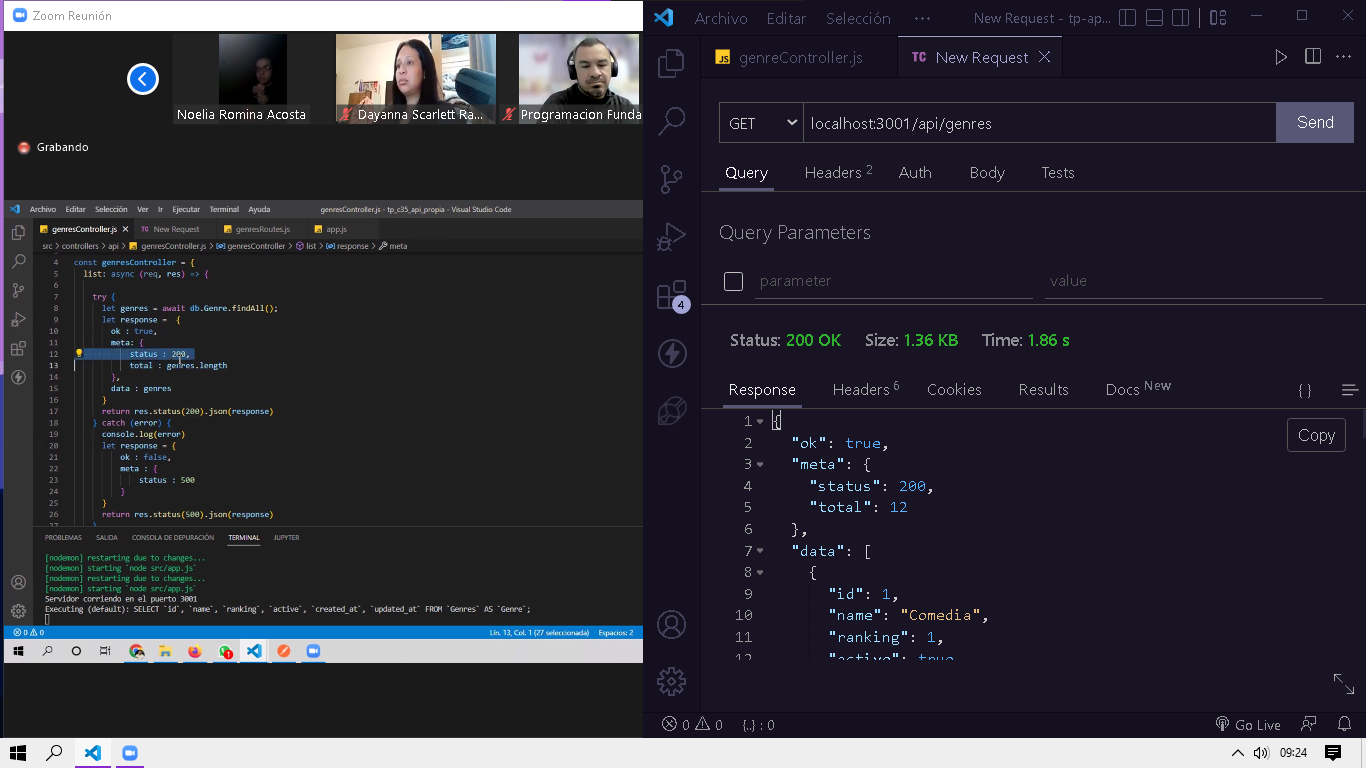 Zoom Reunión
Noelia Romina Acosta
Dayanna Scarlett Ra...
Programacion Funda
Grabando
Archivo Editar Selección Ver Ir Ejecutar Terminal Ayuda
genresController.js - tp_c35_api_propia - Visual Studio Code
genresController.js
New Request
genresRoutes.js
app.js
src > controllers > api > genresController.js > genresController > list > response > meta
4 const genresController = {
5 list: async (req, res) => {
6
7 try {
8 let genres = await db.Genre.findAll();
9 let response = {
10 ok : true,
11 meta: {
12 status : 200,
13 total : genres.length
14 },
15 data : genres
16 }
17 return res.status(200).json(response)
18 } catch (error) {
19 console.log(error)
20 let response = {
21 ok : false,
22 meta : {
23 status : 500
24 }
25 }
26 return res.status(500).json(response)
27 }
PROBLEMAS SALIDA CONSOLA DE DEPURACIÓN TERMINAL JUPYTER
[nodemon] restarting due to changes...
[nodemon] starting `node src/app.js`
[nodemon] restarting due to changes...
[nodemon] starting `node src/app.js`
Servidor corriendo en el puerto 3001
Executing (default): SELECT `id`, `name`, `ranking`, `active`, `created_at`, `updated_at` FROM `Genres` AS `Genre`;
0 0
Lín. 13, Col. 1 (27 seleccionada) Espacios: 2
1
Archivo Editar Selección ... New Request - tp-ap...
JS genreController.js
TC New Request
GET localhost:3001/api/genres Send
Query Headers 2 Auth Body Tests
Query Parameters
parameter value
4
Status: 200 OK Size: 1.36 KB Time: 1.86 s
Response Headers 6 Cookies Results Docs New {}
Copy
1 {
2 "ok": true,
3 "meta": {
4 "status": 200,
5 "total": 12
6 },
7 "data": [
8 {
9 "id": 1,
10 "name": "Comedia",
11 "ranking": 1,
12 "active": true
0 0 {..} : 0
Go Live
09:24